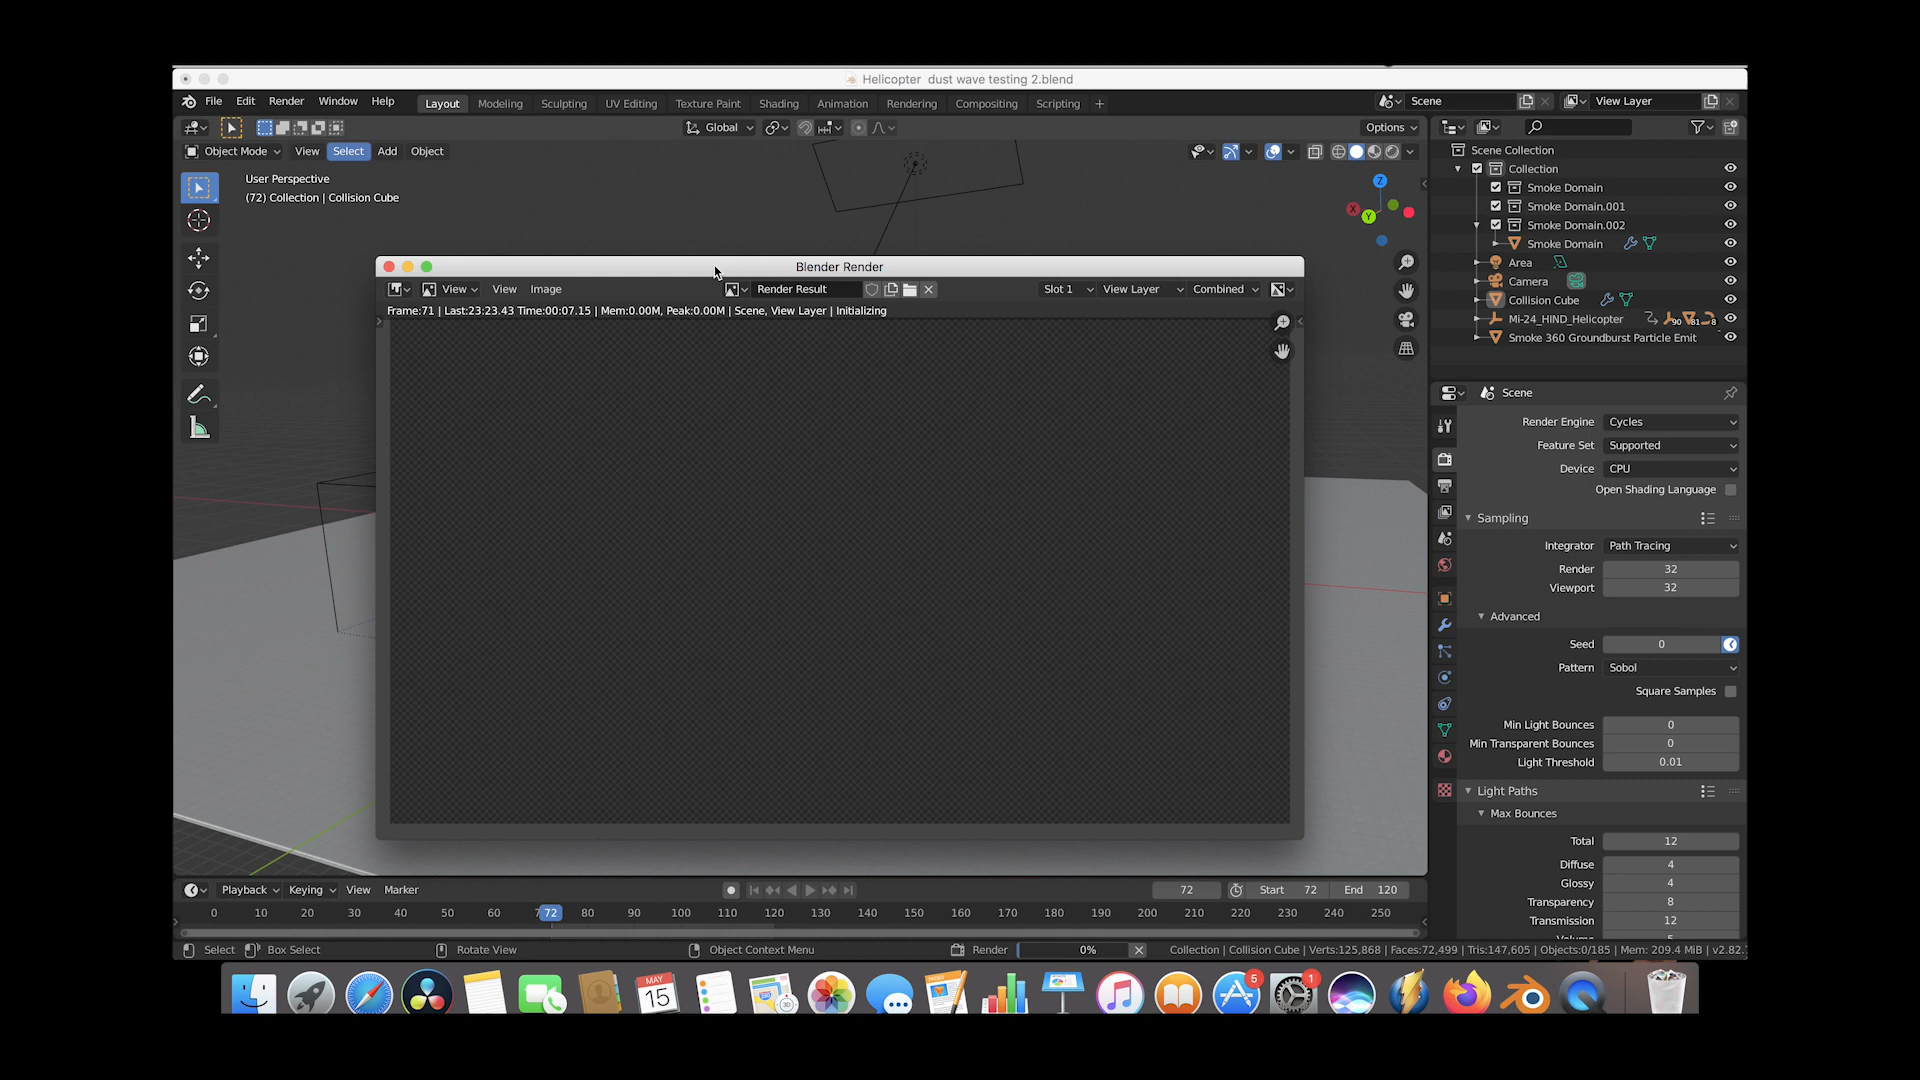 Helicopter  dust wave testing 2.blend
File Edit Render Window Help
Layout Modeling Sculpting UV Editing Texture Paint Shading Animation Rendering Compositing Scripting +
Scene
View Layer
Global
Options
Object Mode View Select Add Object
User Perspective
(72) Collection | Collision Cube
Z
X
Y
Blender Render
View View Image
Render Result
Slot 1 View Layer Combined
Frame:71 | Last:23:23.43 Time:00:07.15 | Mem:0.00M, Peak:0.00M | Scene, View Layer | Initializing
Scene Collection
Collection
Smoke Domain
Smoke Domain.001
Smoke Domain.002
Smoke Domain
Area
Camera
Collision Cube
Mi-24_HIND_Helicopter 90 81 8
Smoke 360 Groundburst Particle Emit
Scene
Render Engine Cycles
Feature Set Supported
Device CPU
Open Shading Language
Sampling
Integrator Path Tracing
Render 32
Viewport 32
Advanced
Seed 0
Pattern Sobol
Square Samples
Min Light Bounces 0
Min Transparent Bounces 0
Light Threshold 0.01
Light Paths
Max Bounces
Total 12
Diffuse 4
Glossy 4
Transparency 8
Transmission 12
Playback Keying View Marker
72 Start 72 End 120
0 10 20 30 40 50 60 72 80 90 100 110 120 130 140 150 160 170 180 190 200 210 220 230 240 250
Select Box Select Rotate View Object Context Menu Render 0% Collection | Collision Cube | Verts:125,868 | Faces:72,499 | Tris:147,605 | Objects:0/185 | Mem: 209.4 MiB | v2.82.
MAY
15
5
1